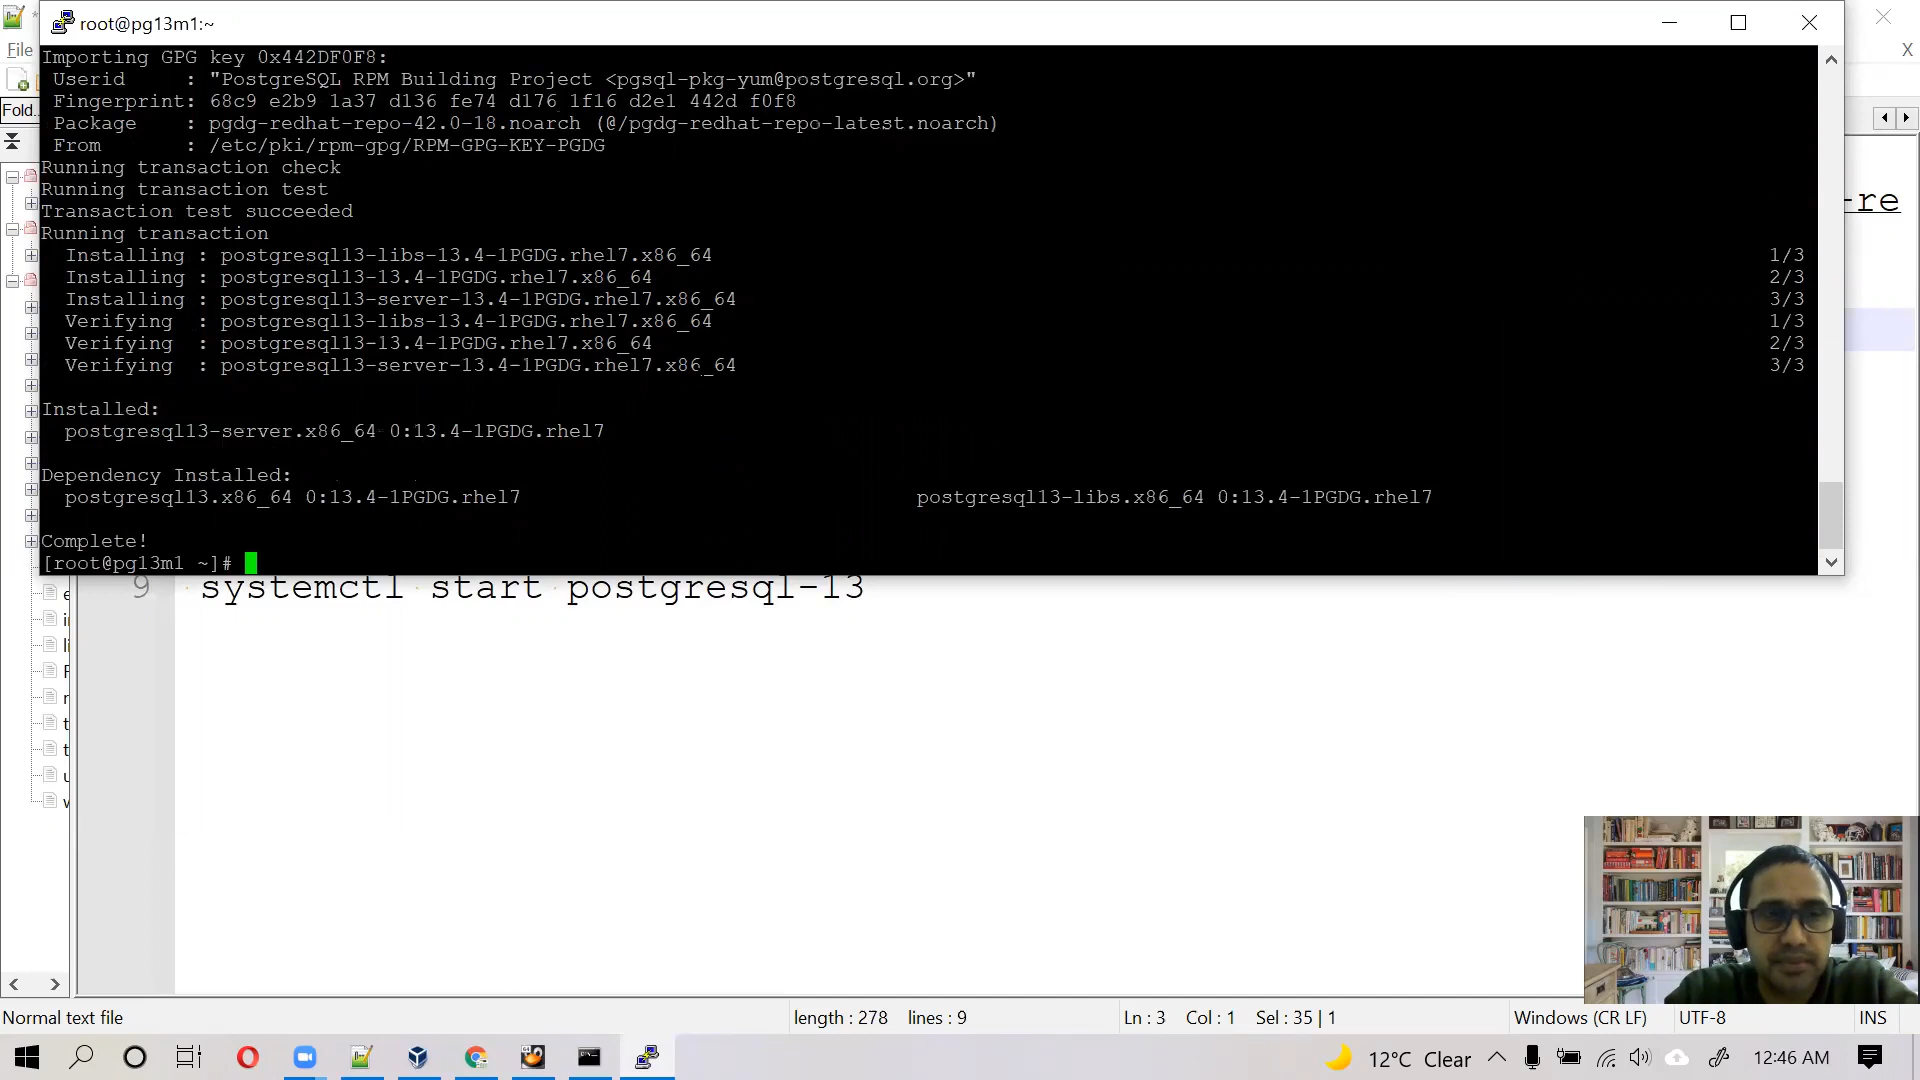 root@pg13m1:~
File
X
Fold..
Importing GPG key 0x442DF0F8:
Userid     : "PostgreSQL RPM Building Project <pgsql-pkg-yum@postgresql.org>"
Fingerprint: 68c9 e2b9 1a37 d136 fe74 d176 1f16 d2e1 442d f0f8
Package    : pgdg-redhat-repo-42.0-18.noarch (@/pgdg-redhat-repo-latest.noarch)
From       : /etc/pki/rpm-gpg/RPM-GPG-KEY-PGDG
Running transaction check
Running transaction test
Transaction test succeeded
Running transaction
Installing : postgresql13-libs-13.4-1PGDG.rhel7.x86_64 1/3
Installing : postgresql13-13.4-1PGDG.rhel7.x86_64 2/3
Installing : postgresql13-server-13.4-1PGDG.rhel7.x86_64 3/3
Verifying  : postgresql13-libs-13.4-1PGDG.rhel7.x86_64 1/3
Verifying  : postgresql13-13.4-1PGDG.rhel7.x86_64 2/3
Verifying  : postgresql13-server-13.4-1PGDG.rhel7.x86_64 3/3
Installed:
postgresql13-server.x86_64 0:13.4-1PGDG.rhel7
Dependency Installed:
postgresql13.x86_64 0:13.4-1PGDG.rhel7 postgresql13-libs.x86_64 0:13.4-1PGDG.rhel7
Complete!
[root@pg13m1 ~]#
-re
9 systemctl start postgresql-13
Normal text file length : 278 lines : 9 Ln : 3 Col : 1 Sel : 35 | 1 Windows (CR LF) UTF-8 INS
12°C Clear 12:46 AM